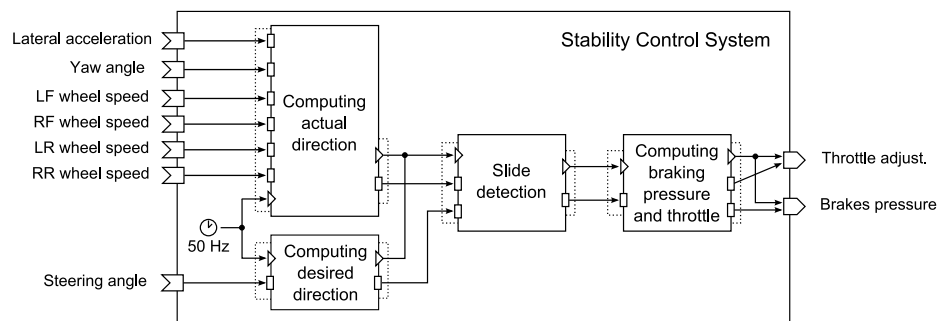 Stability Control System
Lateral acceleration
Yaw angle
LF wheel speed
RF wheel speed
LR wheel speed
RR wheel speed
Computing
actual
direction
50 Hz
Steering angle
Computing
desired
direction
Slide
detection
Computing
braking
pressure
and throttle
Throttle adjust.
Brakes pressure